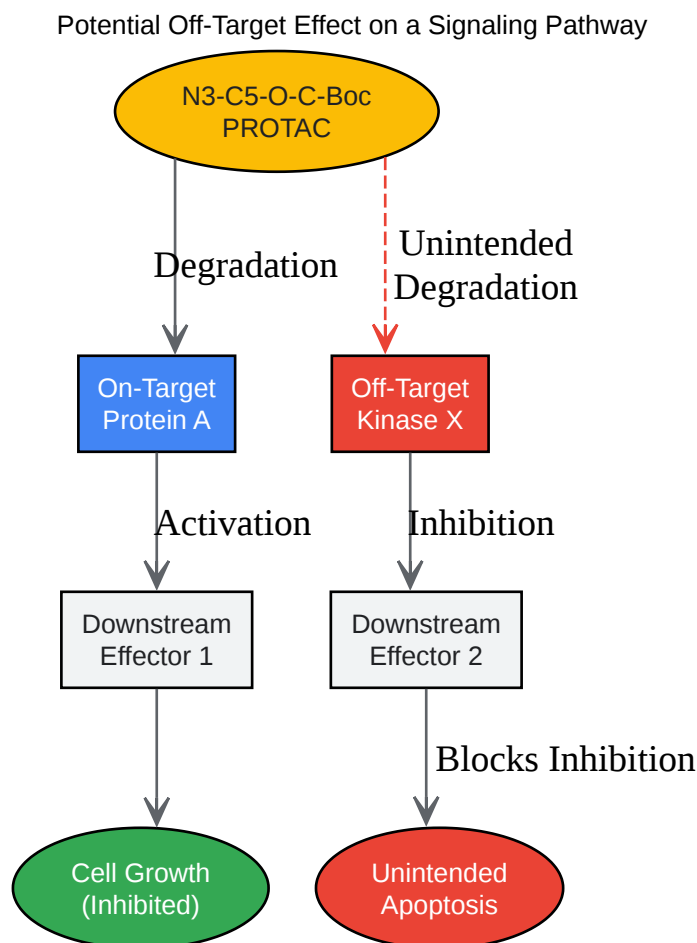 Potential Off-Target Effect on a Signaling Pathway
N3-C5-O-C-Boc
PROTAC
Degradation
Unintended
Degradation
On-Target
Protein A
Off-Target
Kinase X
Activation
Inhibition
Downstream
Effector 1
Downstream
Effector 2
Blocks Inhibition
Cell Growth
(Inhibited)
Unintended
Apoptosis